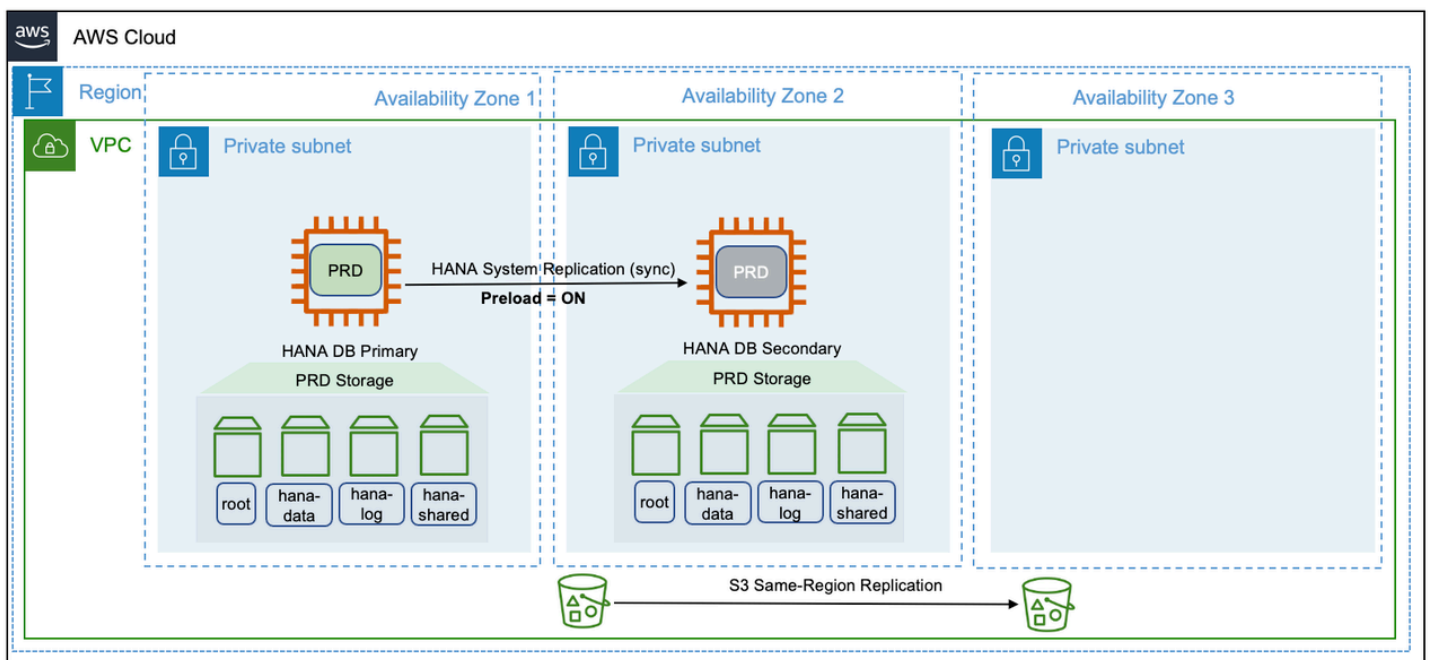 aws
AWS Cloud
Region
Availability Zone 1
Availability Zone 2
Availability Zone 3
VPC
Private subnet
Private subnet
Private subnet
PRD
HANA System Replication (sync)
Preload = ON
PRD
HANA DB Primary
PRD Storage
HANA DB Secondary
PRD Storage
root
hana-
data
hana-
log
hana-
shared
root
hana-
data
hana-
log
hana-
shared
S3 Same-Region Replication